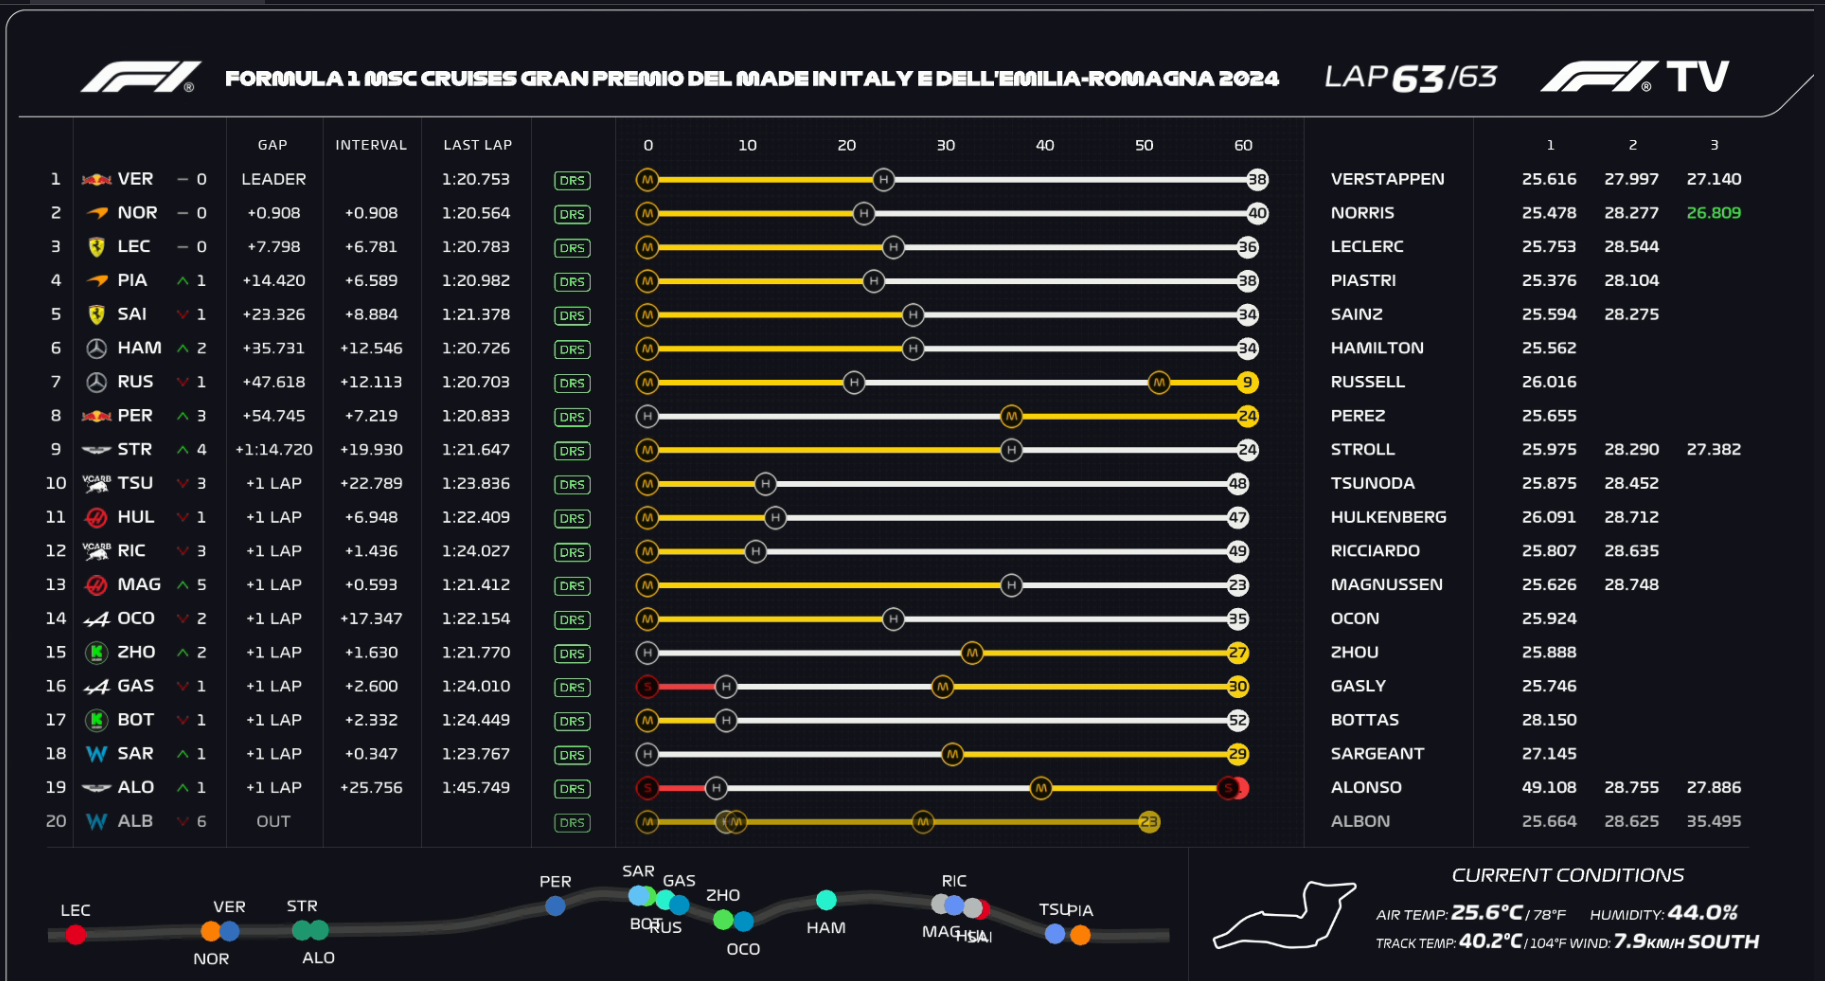 F1® FORMULA 1 MSC CRUISES GRAN PREMIO DEL MADE IN ITALY E DELL'EMILIA-ROMAGNA 2024 LAP 63/63 F1® TV
GAP INTERVAL LAST LAP 0 10 20 30 40 50 60 1 2 3
1 VER – 0 LEADER 1:20.753 DRS M H 38 VERSTAPPEN 25.616 27.997 27.140
2 NOR – 0 +0.908 +0.908 1:20.564 DRS M H 40 NORRIS 25.478 28.277 26.809
3 LEC – 0 +7.798 +6.781 1:20.783 DRS M H 36 LECLERC 25.753 28.544
4 PIA 1 +14.420 +6.589 1:20.982 DRS M H 38 PIASTRI 25.376 28.104
5 SAI 1 +23.326 +8.884 1:21.378 DRS M H 34 SAINZ 25.594 28.275
6 HAM 2 +35.731 +12.546 1:20.726 DRS M H 34 HAMILTON 25.562
7 RUS 1 +47.618 +12.113 1:20.703 DRS M H M 9 RUSSELL 26.016
8 PER 3 +54.745 +7.219 1:20.833 DRS H M 24 PEREZ 25.655
9 STR 4 +1:14.720 +19.930 1:21.647 DRS M H 24 STROLL 25.975 28.290 27.382
10 VCARB TSU 3 +1 LAP +22.789 1:23.836 DRS M H 48 TSUNODA 25.875 28.452
11 HUL 1 +1 LAP +6.948 1:22.409 DRS M H 47 HULKENBERG 26.091 28.712
12 VCARB RIC 3 +1 LAP +1.436 1:24.027 DRS M H 49 RICCIARDO 25.807 28.635
13 MAG 5 +1 LAP +0.593 1:21.412 DRS M H 23 MAGNUSSEN 25.626 28.748
14 OCO 2 +1 LAP +17.347 1:22.154 DRS M H 35 OCON 25.924
15 K ZHO 2 +1 LAP +1.630 1:21.770 DRS H M 27 ZHOU 25.888
16 GAS 1 +1 LAP +2.600 1:24.010 DRS S H M 30 GASLY 25.746
17 K BOT 1 +1 LAP +2.332 1:24.449 DRS M H 52 BOTTAS 28.150
18 W SAR 1 +1 LAP +0.347 1:23.767 DRS H M 29 SARGEANT 27.145
19 ALO 1 +1 LAP +25.756 1:45.749 DRS S H M S ALONSO 49.108 28.755 27.886
20 W ALB 6 OUT DRS M H M M 23 ALBON 25.664 28.625 35.495
LEC
VER
NOR
STR
ALO
PER
SAR
BOT
GAS
RUS
ZHO
OCO
HAM
RIC
MAG
HUL
SAI
TSU
PIA
CURRENT CONDITIONS
AIR TEMP: 25.6°C / 78°F HUMIDITY: 44.0%
TRACK TEMP: 40.2°C / 104°F WIND: 7.9KM/H SOUTH